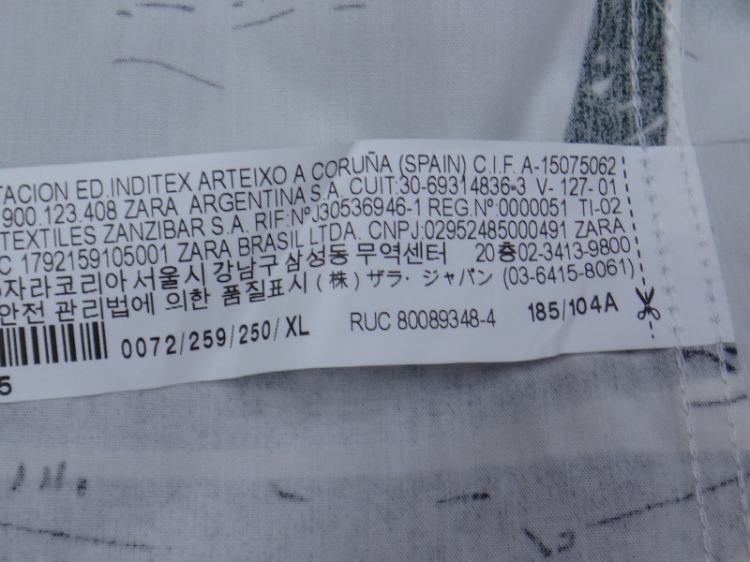 TACION ED.INDITEX ARTEIXO A CORUÑA (SPAIN) C.I.F. A-15075062
900.123.408 ZARA ARGENTINA S.A. CUIT:30-69314836-3 V- 127- 01
TEXTILES ZANZIBAR S.A. RIF:NºJ30536946-1 REG.Nº:0000051 TI-02
C 1792159105001 ZARA BRASIL LTDA. CNPJ:02952485000491 ZARA
자라코리아 서울시 강남구 삼성동 무역센터 20 층 02-3413-9800
안전 관리법에 의한 품질표시 (株) ザラ・ジャパン (03-6415-8061)
0072/259/250/XL RUC 80089348-4 185/104A
5